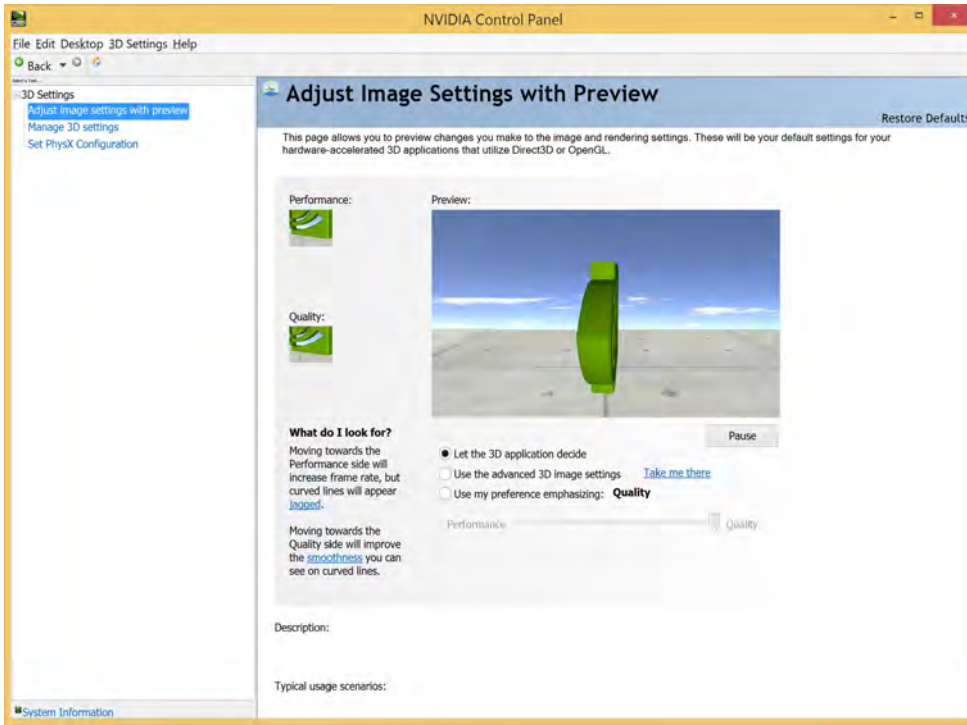 NVIDIA Control Panel
File Edit Desktop 3D Settings Help
Back
Select a Task...
3D Settings
Adjust image settings with preview
Manage 3D settings
Set PhysX Configuration
System Information
Adjust Image Settings with Preview
Restore Defaults
This page allows you to preview changes you make to the image and rendering settings. These will be your default settings for your
hardware-accelerated 3D applications that utilize Direct3D or OpenGL.
Performance:
Quality:
What do I look for?
Moving towards the
Performance side will
increase frame rate, but
curved lines will appear
jagged.
Moving towards the
Quality side will improve
the smoothness you can
see on curved lines.
Preview:
Pause
Let the 3D application decide
Use the advanced 3D image settings Take me there
Use my preference emphasizing: Quality
Performance Quality
Description:
Typical usage scenarios: